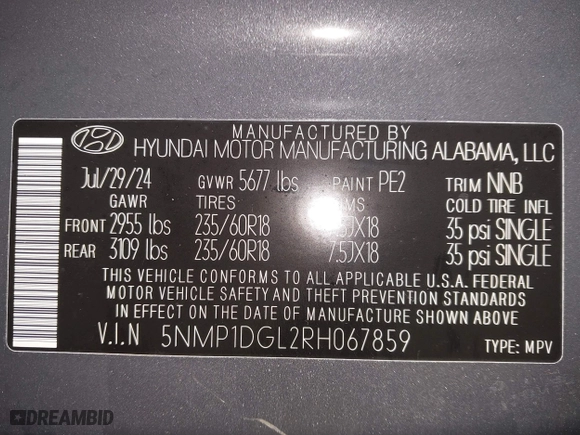 MANUFACTURED BY
HYUNDAI MOTOR MANUFACTURING ALABAMA, LLC
Jul/29/24 GVWR 5677 lbs PAINT PE2 TRIM NNB
GAWR TIRES COLD TIRE INFL
FRONT 2955 lbs 235/60R18 35 psi SINGLE
REAR 3109 lbs 235/60R18 7.5JX18 35 psi SINGLE
THIS VEHICLE CONFORMS TO ALL APPLICABLE U.S.A. FEDERAL
MOTOR VEHICLE SAFETY AND THEFT PREVENTION STANDARDS
IN EFFECT ON THE DATE OF MANUFACTURE SHOWN ABOVE.
V.I.N 5NMP1DGL2RH067859 TYPE: MPV
DREAMBID